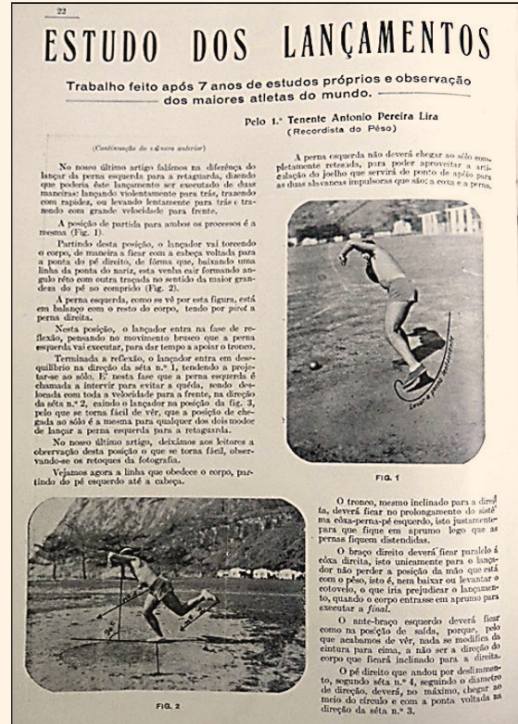 22
ESTUDO DOS LANÇAMENTOS
Trabalho feito após 7 anos de estudos próprios e observação
dos maiores atletas do mundo.
Pelo 1.º Tenente Antonio Pereira Lira
(Recordista do Péso)
(Continuação do número anterior)
No nosso último artigo falámos na diferênça do
lançar da perna esquerda para a retaguarda, dizendo
que poderia êste lançamento ser executado de duas
maneiras: lançando violentamente para trás, trazendo
com rapidez, ou levando lentamente para trás e tra-
zendo com grande velocidade para frente.
A posição de partida para ambos os procesos é a
mesma (Fig. 1).
Partindo desta posição, o lançador vai torcendo
o corpo, de maneira a ficar com a cabeça voltada para
a ponta do pé direito, de fórma que, baixando uma
linha da ponta do nariz, esta venha cair formando an-
gulo réto com outra traçada no sentido da maior gran-
deza do pé no comprido (Fig. 2).
A perna esquerda, como se vê por esta figura, está
em balanço com o resto do corpo, tendo por pivot a
perna direita.
Nesta posição, o lançador entra na fase de re-
flexão, pensando no movimento brusco que a perna
esquerda vai executar, para dar tempo a apoiar o tronco.
Terminada a reflexão, o lançador entra em dese-
quilíbrio na direção da séta n.º 1, tendendo a proje-
tar-se ao sólo. E' nesta fase que a perna esquerda é
chamada a intervir para evitar a quéda, sendo des-
locada com toda a velocidade para a frente, na direção
da séta n.º 2, caindo o lançador na posição da fig. 3,
pelo que se torna facil de vêr, que a posição de che-
gada ao sólo é a mesma para qualquer dos dois modos
de lançar a perna esquerda para a retaguarda.
No nosso último artigo, deixámos aos leitores a
observação desta posição o que se torna fácil, obser-
vando-se os retoques da fotografia.
Vejamos agora a linha que obedece o corpo, par-
tindo do pé esquerdo até a cabeça.
A perna esquerda não deverá chegar ao sólo com-
pletamente retezada, para poder aproveitar a arti-
culação do joelho que servirá de ponto de apôio para
as duas alavancas impulsoras que são: a coxa e a perna.
FIG. 1
O tronco, mesmo inclinado para a direi
ta, deverá ficar no prolongamento do sistê
ma côxa-perna-pé esquerdo, isto justamente
para que fique em aprumo logo que as
pernas fiquem distendidas.
O braço direito deverá ficar paralelo á
côxa direita, isto unicamente para o lança-
dor não perder a posição da mão que está
com o pêso, isto é, nem baixar ou levantar o
cotovelo, o que iria prejudicar o lançamen-
to, quando o corpo entrasse em aprumo para
executar a final.
O ante-braço esquerdo deverá ficar
como na posição de saída, porque, pelo
que acabamos de vêr, nada se modifica da
cintura para cima, a não ser a direção do
corpo que ficará inclinado para a direita.
O pé direito que andou por deslizamen-
to, segundo séta n.º 4, seguindo o diametro
de direção, deverá, no máximo, chegar no
meio do círculo e com a ponta voltada na
direção da séta n.º 3.
FIG. 2